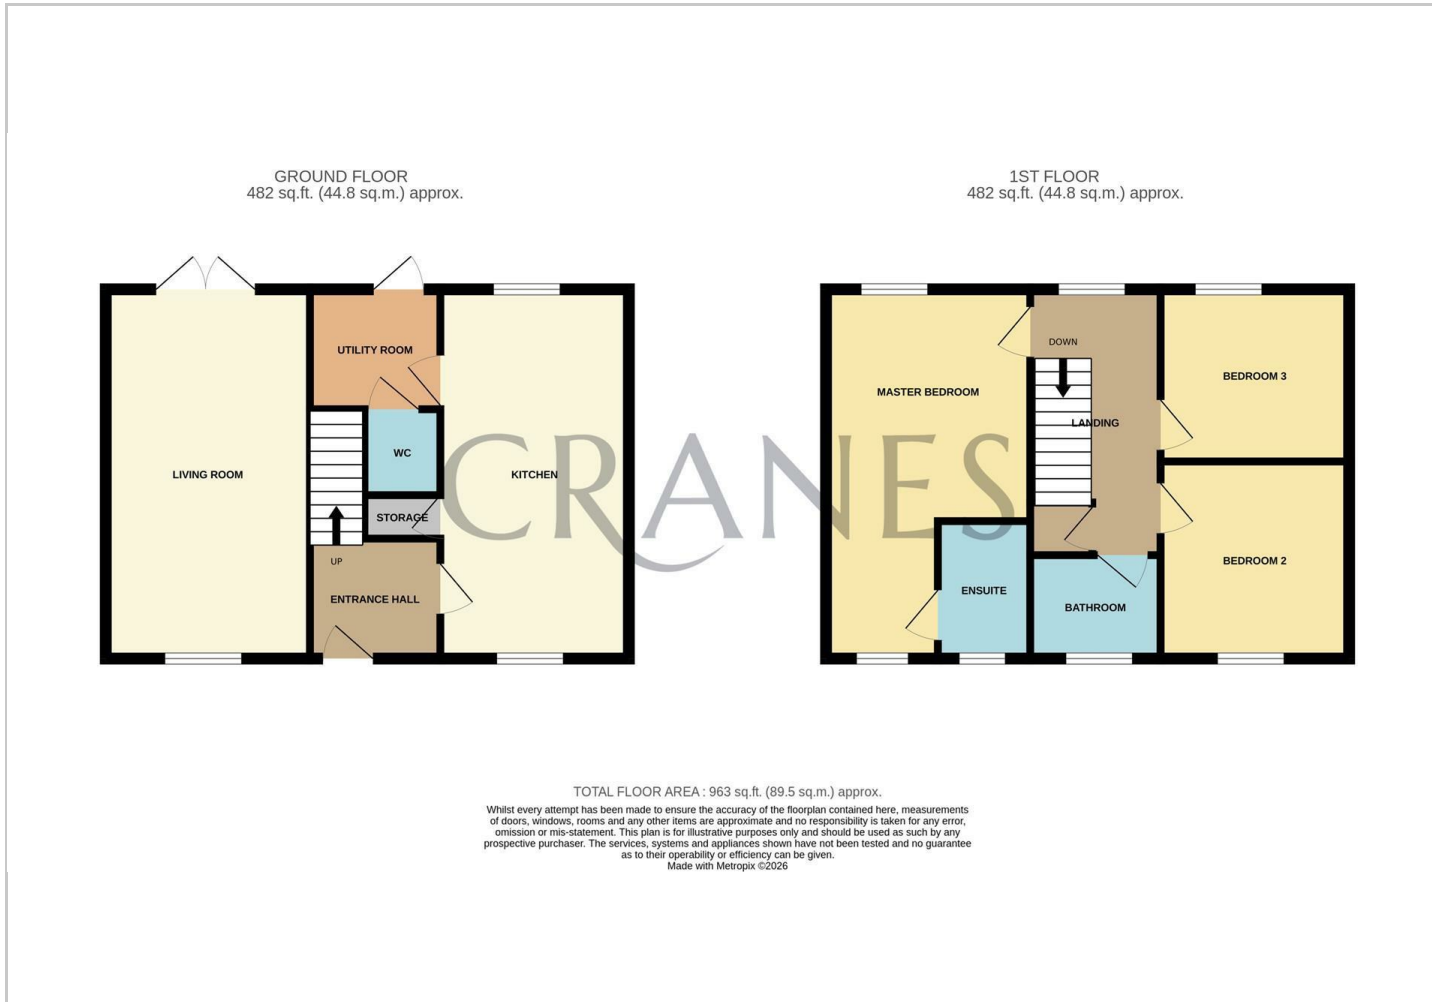 GROUND FLOOR
482 sq.ft. (44.8 sq.m.) approx.
UTILITY ROOM
WC
LIVING ROOM
KITCHEN
STORAGE
UP
ENTRANCE HALL
1ST FLOOR
482 sq.ft. (44.8 sq.m.) approx.
DOWN
BEDROOM 3
MASTER BEDROOM
LANDING
BEDROOM 2
ENSUITE
BATHROOM
CRANES
TOTAL FLOOR AREA : 963 sq.ft. (89.5 sq.m.) approx.
Whilst every attempt has been made to ensure the accuracy of the floorplan contained here, measurements
of doors, windows, rooms and any other items are approximate and no responsibility is taken for any error,
omission or mis-statement. This plan is for illustrative purposes only and should be used as such by any
prospective purchaser. The services, systems and appliances shown have not been tested and no guarantee
as to their operability or efficiency can be given.
Made with Metropix ©2026